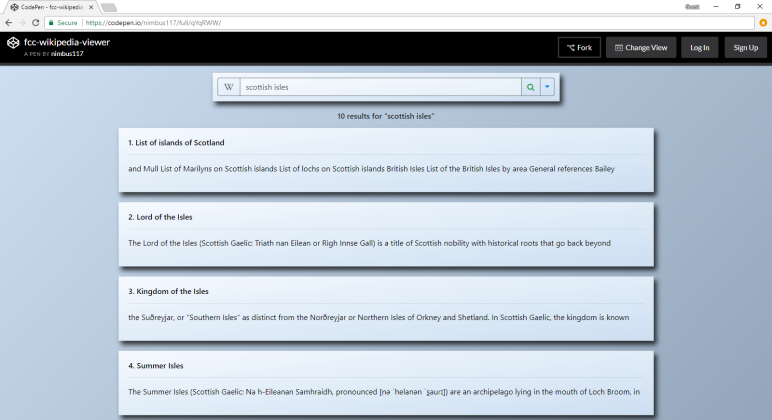 CodePen - fcc-wikipedia
Guest
Secure | https://codepen.io/nimbus117/full/qYqRWW/
fcc-wikipedia-viewer
A PEN BY nimbus117
Fork
Change View
Log In
Sign Up
W scottish isles
10 results for "scottish isles"
1. List of islands of Scotland
and Mull List of Marilyns on Scottish islands List of lochs on Scottish islands British Isles List of the British Isles by area General references Bailey
2. Lord of the Isles
The Lord of the Isles (Scottish Gaelic: Triath nan Eilean or Rìgh Innse Gall) is a title of Scottish nobility with historical roots that go back beyond
3. Kingdom of the Isles
the Suðreyjar, or "Southern Isles" as distinct from the Norðreyjar or Northern Isles of Orkney and Shetland. In Scottish Gaelic, the kingdom is known
4. Summer Isles
The Summer Isles (Scottish Gaelic: Na h-Eileanan Samhraidh, pronounced [nə ˈhelanən ˈs̪aurɪ]) are an archipelago lying in the mouth of Loch Broom, in